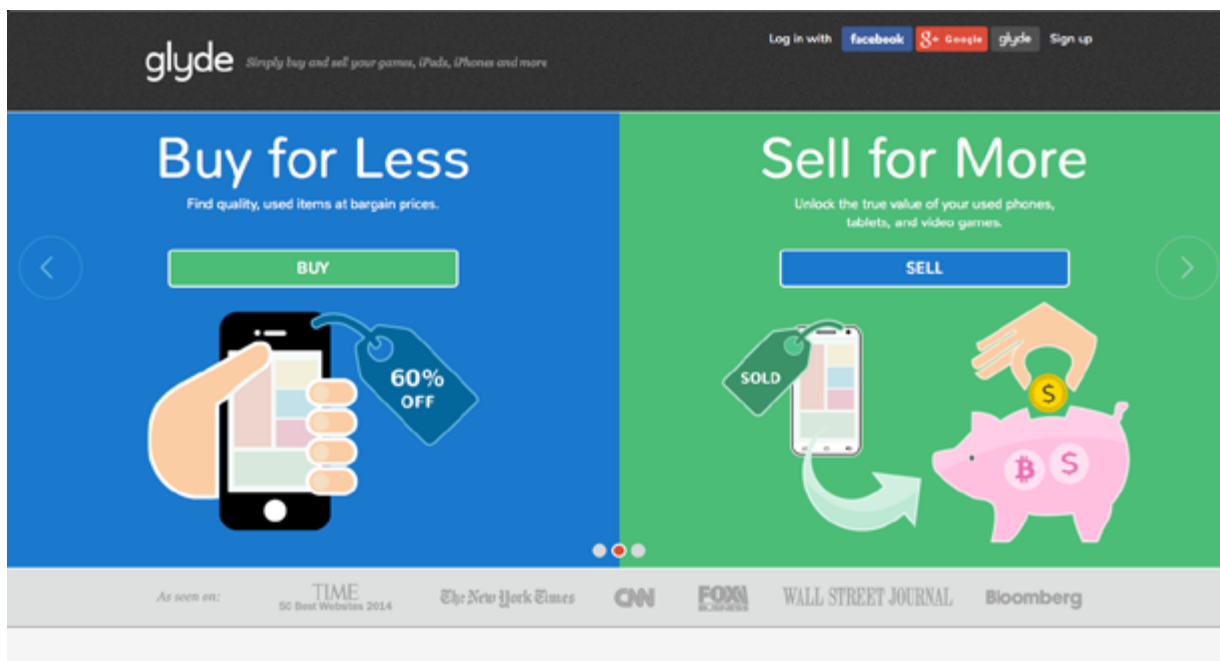 glyde
Simply buy and sell your games, iPads, iPhones and more
Log in with facebook g+ Google glyde Sign up
Buy for Less
Find quality, used items at bargain prices.
BUY
60%
OFF
Sell for More
Unlock the true value of your used phones,
tablets, and video games.
SELL
SOLD
$
₿ $
As seen on:
TIME
50 Best Websites 2014
The New York Times
CNN
FOX
BUSINESS
WALL STREET JOURNAL
Bloomberg